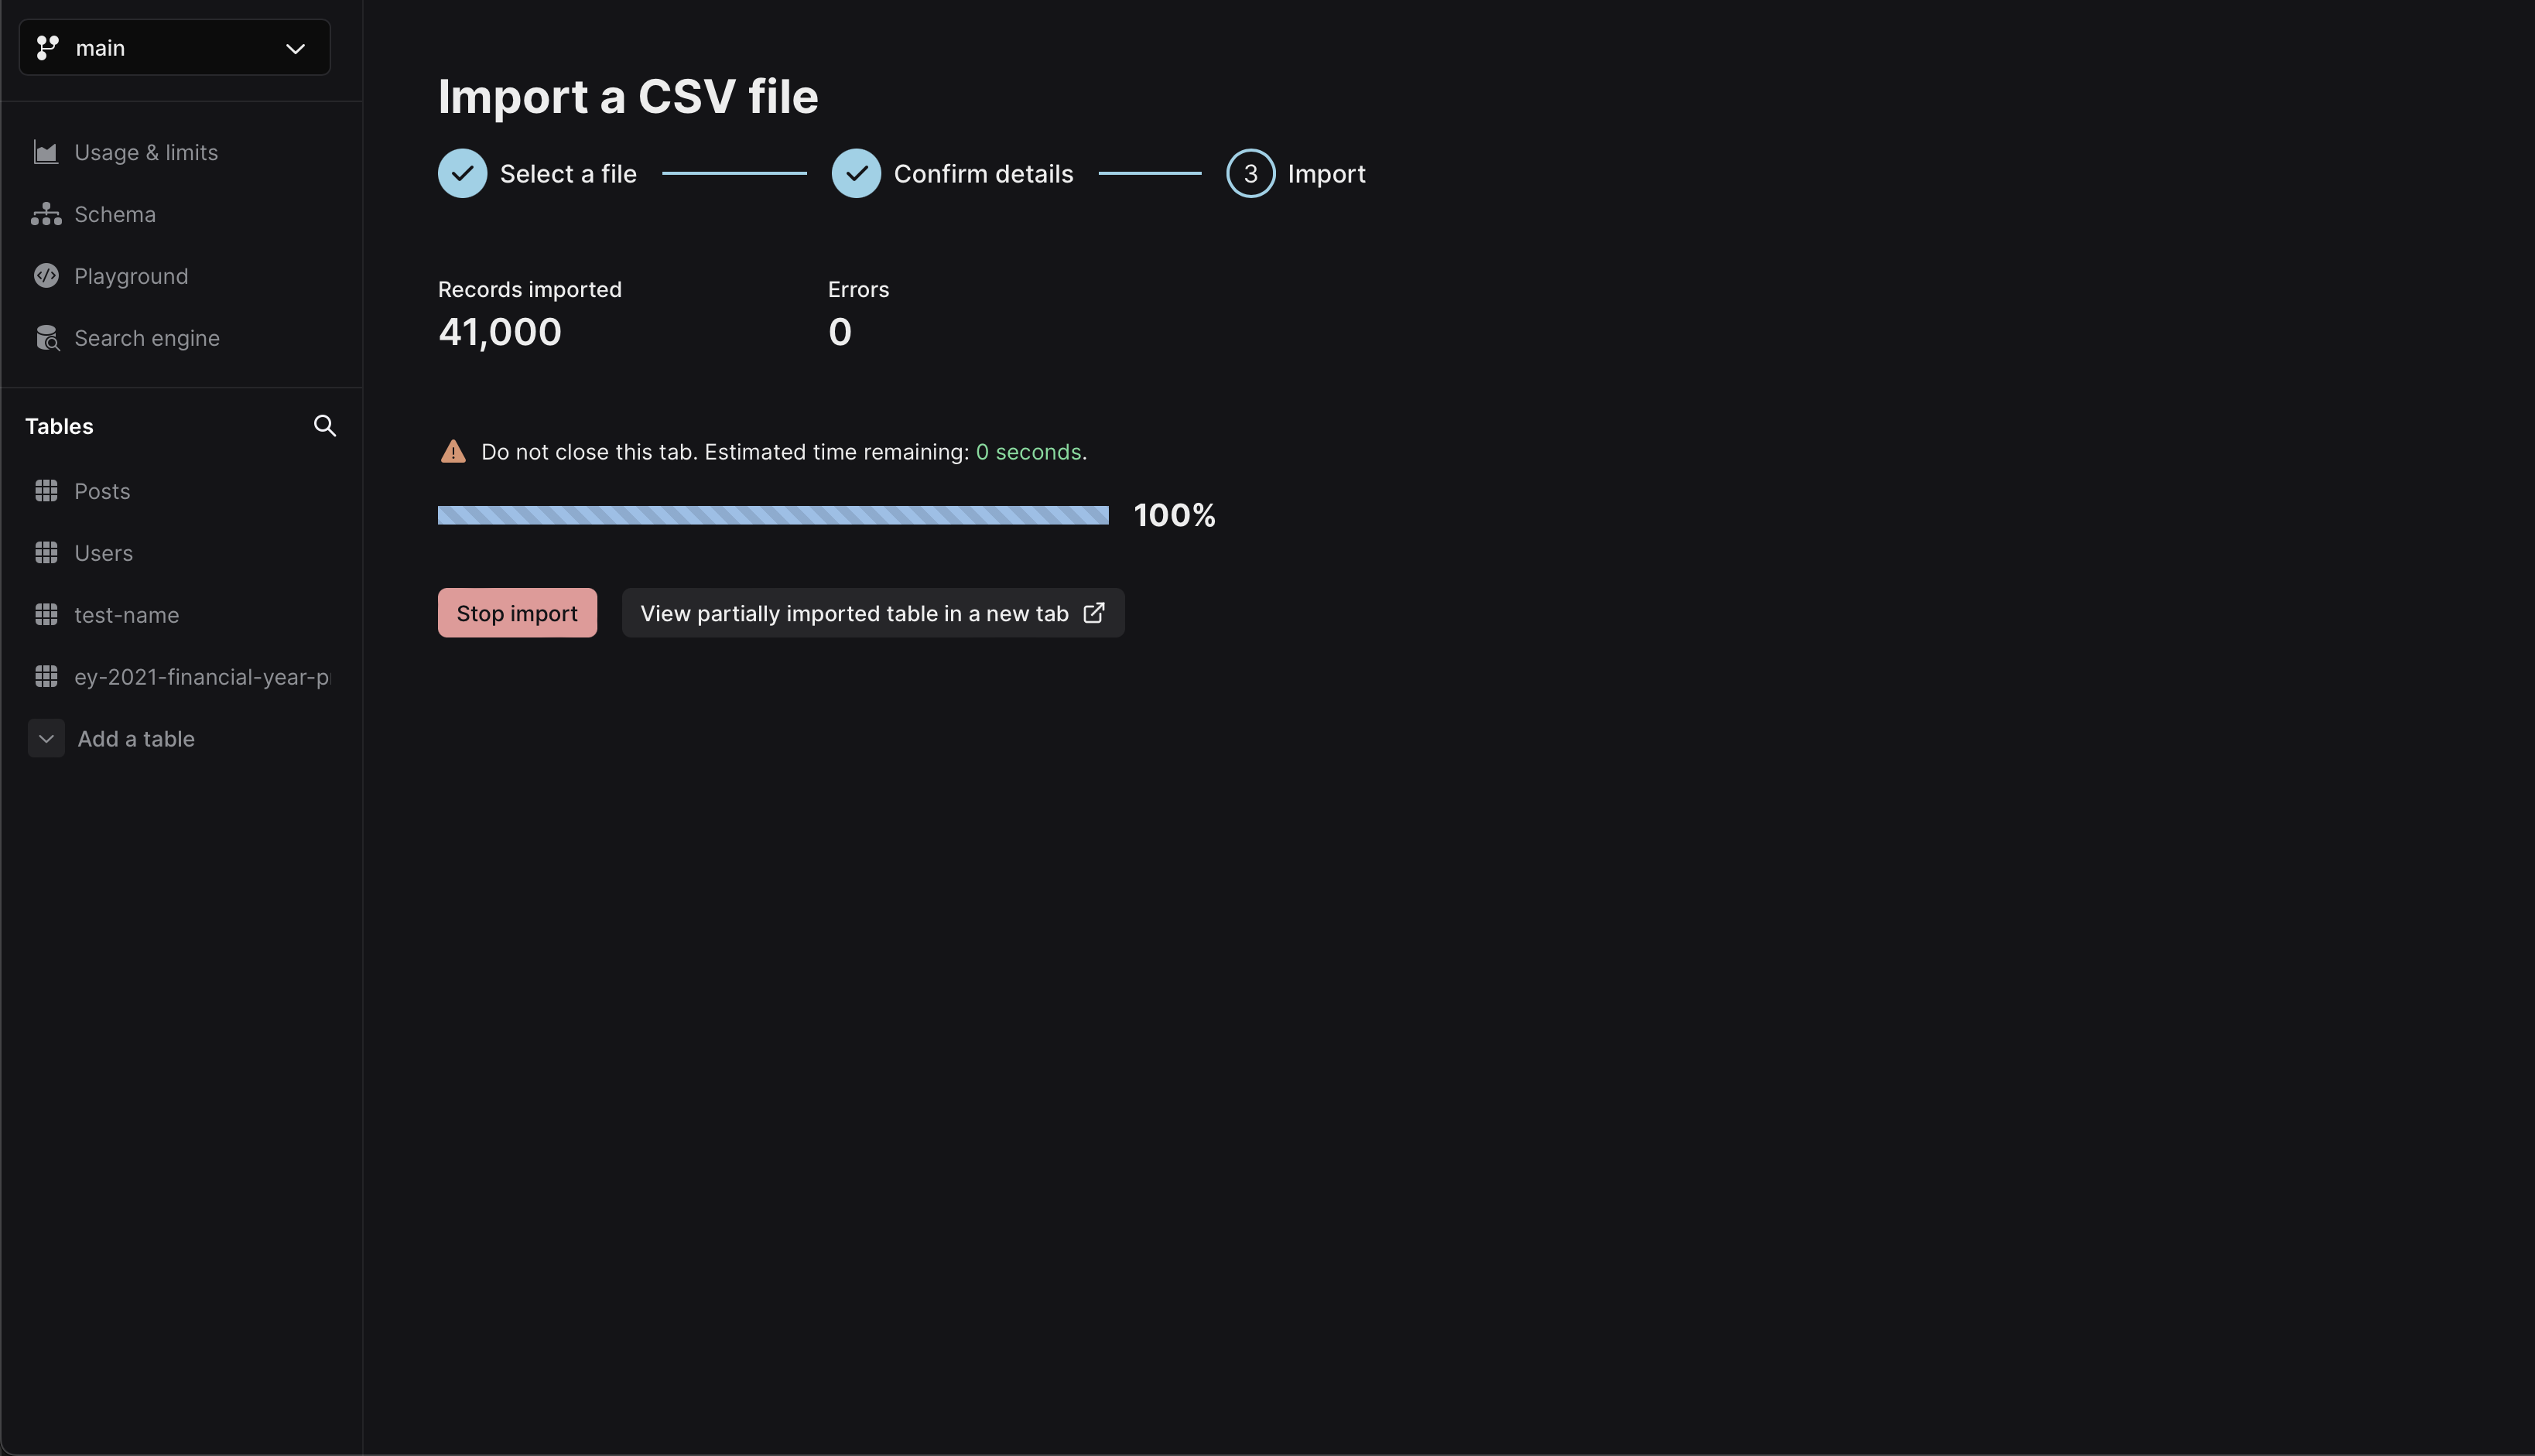 main
Usage & limits
Schema
Playground
Search engine
Tables
Posts
Users
test-name
ey-2021-financial-year-p
Add a table
Import a CSV file
Select a file
Confirm details
3 Import
Records imported
41,000
Errors
0
Do not close this tab. Estimated time remaining: 0 seconds.
100%
Stop import
View partially imported table in a new tab